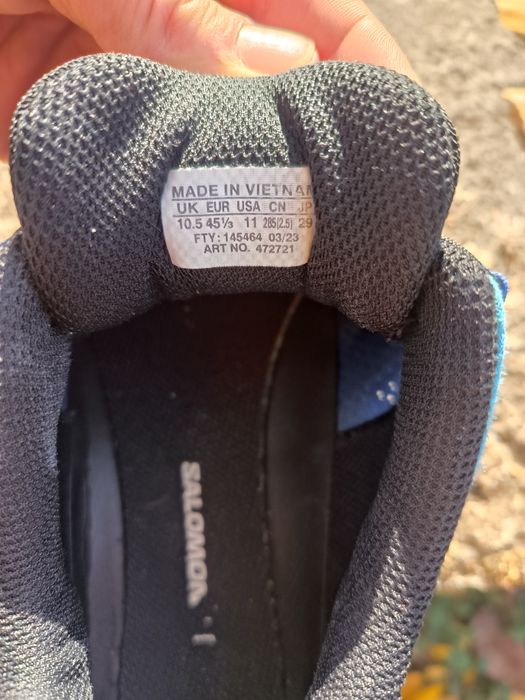 MADE IN VIETNAM
UK EUR USA CN JP
10.5 45⅓ 11 285(2.5) 29
FTY: 145464 03/23
ART NO. 472721
SALOMON